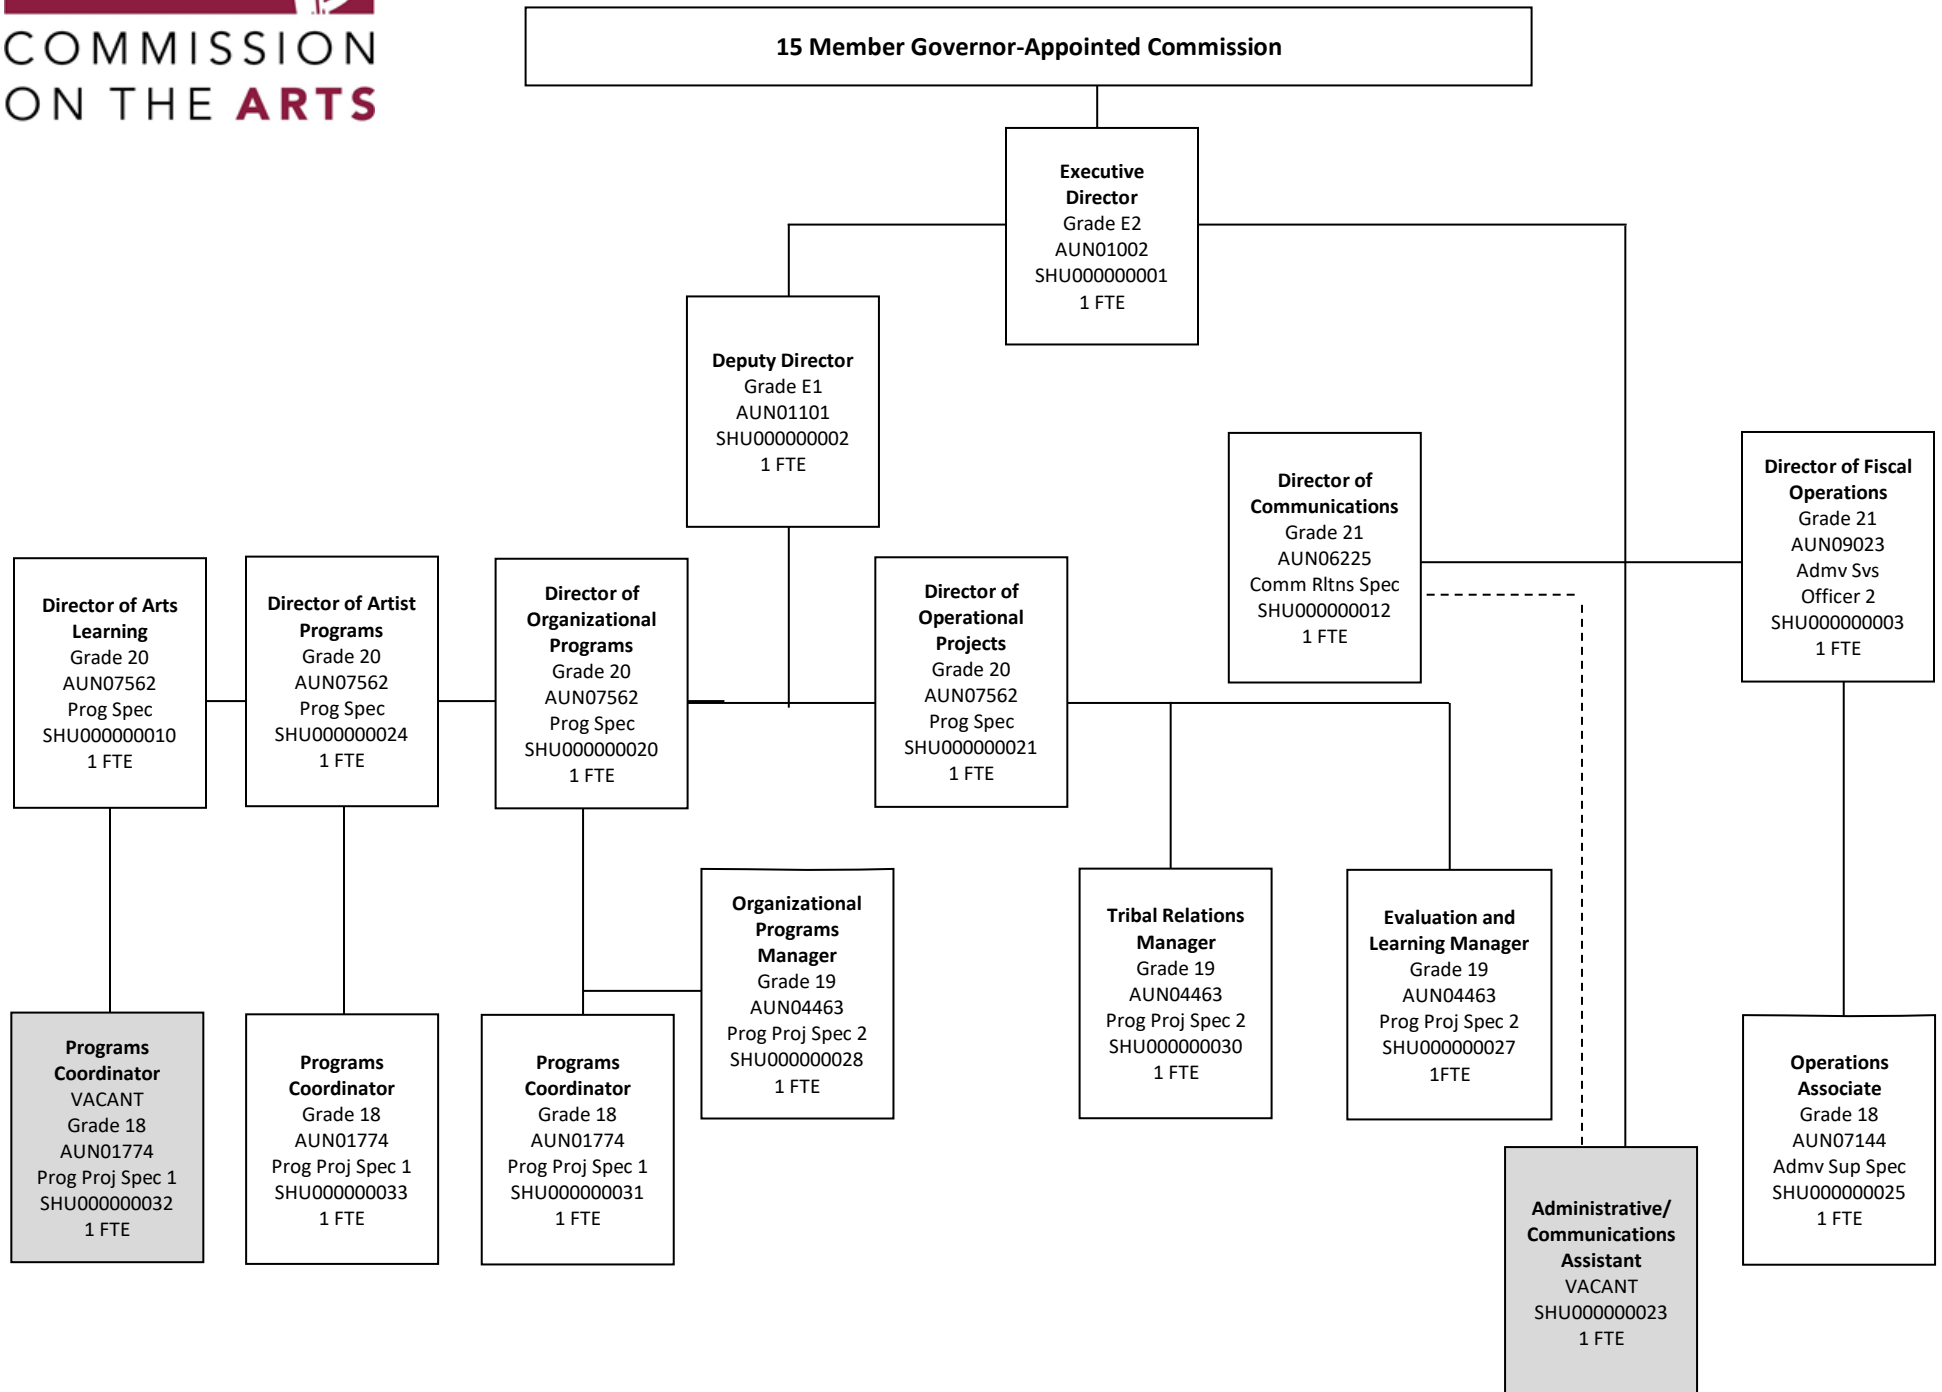 COMMISSION
ON THE ARTS
15 Member Governor-Appointed Commission
Executive
Director
Grade E2
AUN01002
SHU000000001
1 FTE
Deputy Director
Grade E1
AUN01101
SHU000000002
1 FTE
Director of
Communications
Grade 21
AUN06225
Comm Rltns Spec
SHU000000012
1 FTE
Director of Fiscal
Operations
Grade 21
AUN09023
Admv Svs
Officer 2
SHU000000003
1 FTE
Director of Arts
Learning
Grade 20
AUN07562
Prog Spec
SHU000000010
1 FTE
Director of Artist
Programs
Grade 20
AUN07562
Prog Spec
SHU000000024
1 FTE
Director of
Organizational
Programs
Grade 20
AUN07562
Prog Spec
SHU000000020
1 FTE
Director of
Operational
Projects
Grade 20
AUN07562
Prog Spec
SHU000000021
1 FTE
Organizational
Programs
Manager
Grade 19
AUN04463
Prog Proj Spec 2
SHU000000028
1 FTE
Tribal Relations
Manager
Grade 19
AUN04463
Prog Proj Spec 2
SHU000000030
1 FTE
Evaluation and
Learning Manager
Grade 19
AUN04463
Prog Proj Spec 2
SHU000000027
1FTE
Programs
Coordinator
VACANT
Grade 18
AUN01774
Prog Proj Spec 1
SHU000000032
1 FTE
Programs
Coordinator
Grade 18
AUN01774
Prog Proj Spec 1
SHU000000033
1 FTE
Programs
Coordinator
Grade 18
AUN01774
Prog Proj Spec 1
SHU000000031
1 FTE
Administrative/
Communications
Assistant
VACANT
SHU000000023
1 FTE
Operations
Associate
Grade 18
AUN07144
Admv Sup Spec
SHU000000025
1 FTE